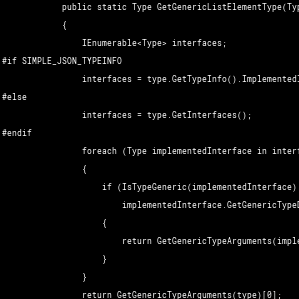 public static Type GetGenericListElementType(Typ
{
IEnumerable<Type> interfaces;
#if SIMPLE_JSON_TYPEINFO
interfaces = type.GetTypeInfo().ImplementedI
#else
interfaces = type.GetInterfaces();
#endif
foreach (Type implementedInterface in inter
{
if (IsTypeGeneric(implementedInterface)
implementedInterface.GetGenericTypeD
{
return GetGenericTypeArguments(imple
}
}
return GetGenericTypeArguments(type)[0];